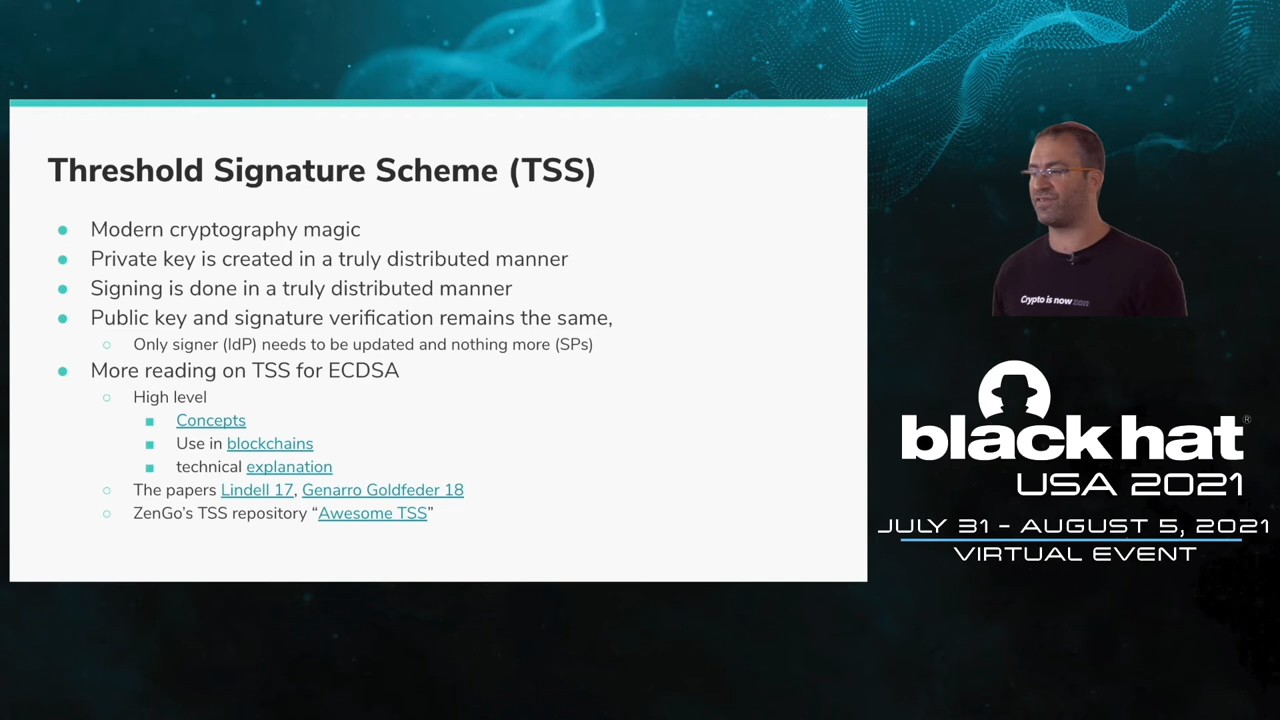 Threshold Signature Scheme (TSS)
● Modern cryptography magic
● Private key is created in a truly distributed manner
● Signing is done in a truly distributed manner
● Public key and signature verification remains the same,
○ Only signer (IdP) needs to be updated and nothing more (SPs)
● More reading on TSS for ECDSA
○ High level
■ Concepts
■ Use in blockchains
■ technical explanation
○ The papers Lindell 17, Genarro Goldfeder 18
○ ZenGo's TSS repository “Awesome TSS”
Crypto is now zen
black hat®
USA 2021
JULY 31 - AUGUST 5, 2021
VIRTUAL EVENT